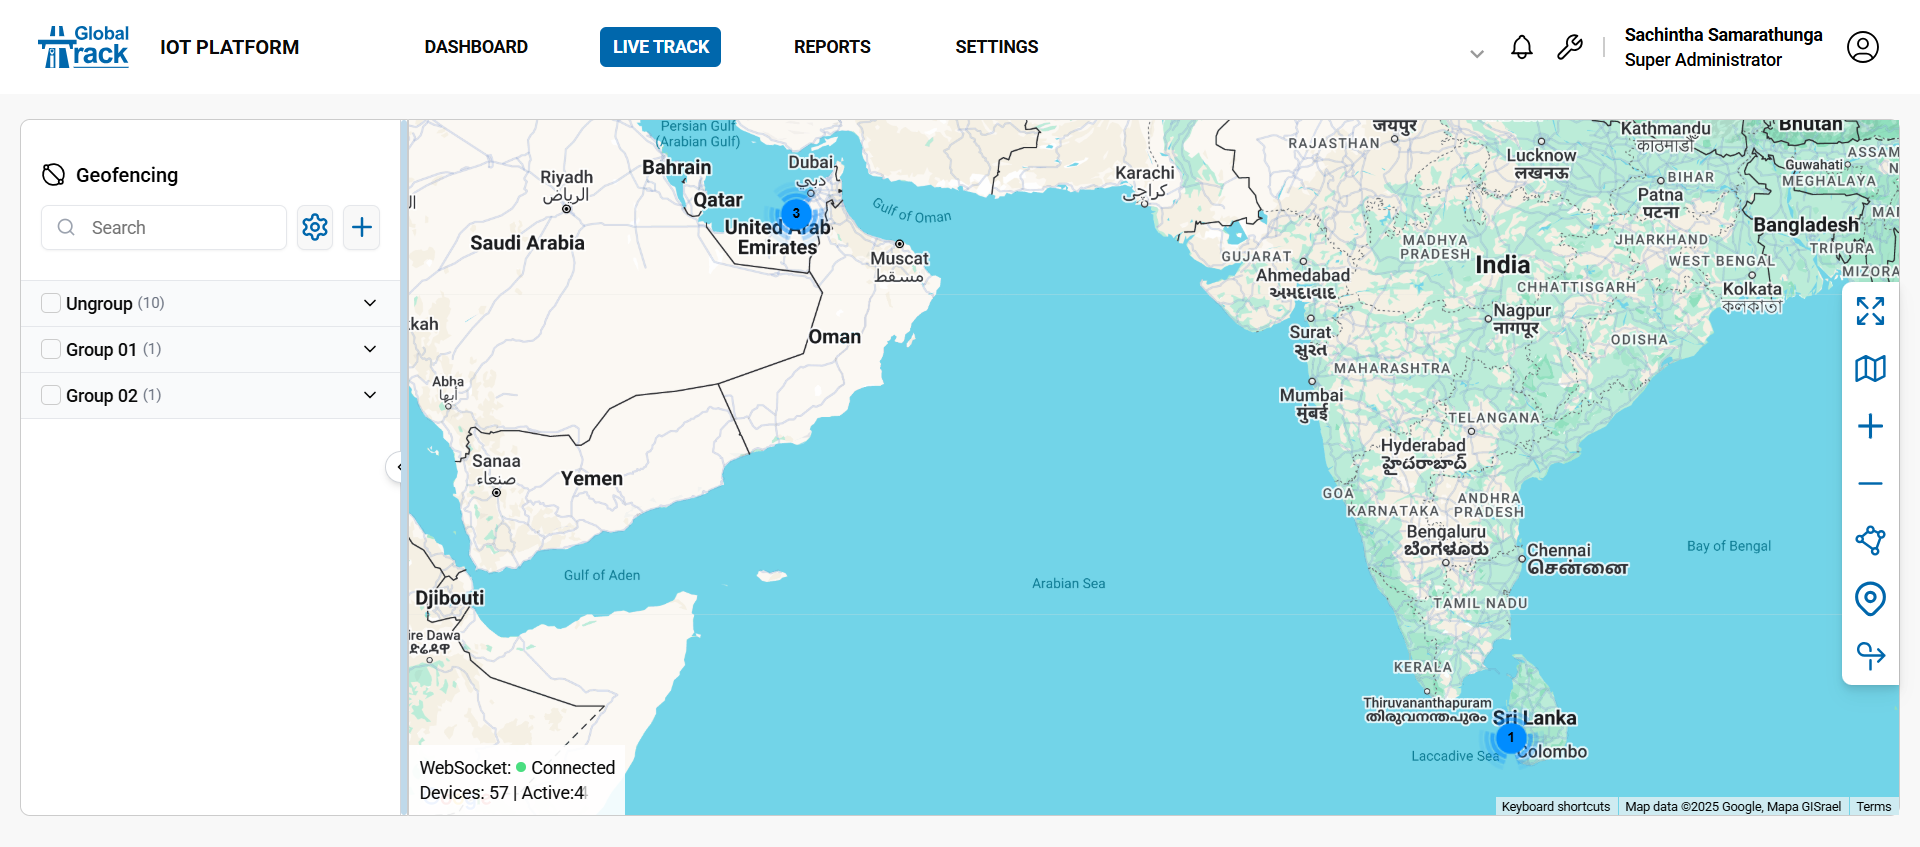 Global
Track
IOT PLATFORM
DASHBOARD
LIVE TRACK
REPORTS
SETTINGS
Sachintha Samarathunga
Super Administrator
Geofencing
Search
Ungroup (10)
Group 01 (1)
Group 02 (1)
Persian Gulf
(Arabian Gulf)
Bahrain
Dubai
دبي
Riyadh
الرياض
Qatar
3
United Arab
Emirates
Saudi Arabia
Gulf of Oman
Muscat
مسقط
Karachi
كراچى
Oman
kah
Abha
أبها
Sanaa
صنعاء
Yemen
Gulf of Aden
Djibouti
ire Dawa
ድሬዳዋ
Arabian Sea
जयपुर
RAJASTHAN
Lucknow
लखनऊ
Kathmandu
काठमाडौं
Bhutan
Guwahati
ASSAM
MEGHALAYA
BIHAR
Patna
पटना
Bangladesh
TRIPURA
MIZORA
MADHYA
PRADESH
JHARKHAND
WEST BENGAL
GUJARAT
Ahmedabad
અમદાવાદ
India
CHHATTISGARH
Kolkata
কলকাতা
Nagpur
नागपूर
Surat
સુરત
ODISHA
MAHARASHTRA
Mumbai
मुंबई
TELANGANA
Hyderabad
హైదరాబాద్
GOA
KARNATAKA
ANDHRA
PRADESH
Bengaluru
ಬೆಂಗಳೂರು
Chennai
சென்னை
Bay of Bengal
TAMIL NADU
KERALA
Thiruvananthapuram
തിരുവനന്തപുരം
Sri Lanka
1
Colombo
Laccadive Sea
WebSocket: Connected
Devices: 57 | Active:4
Keyboard shortcuts
Map data ©2025 Google, Mapa GISrael
Terms